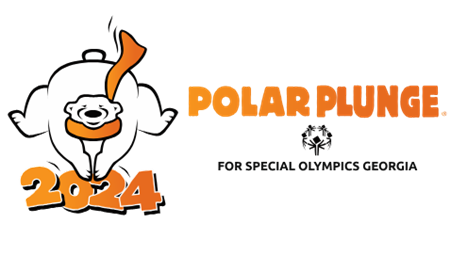 2024
POLAR PLUNGE®
FOR SPECIAL OLYMPICS GEORGIA